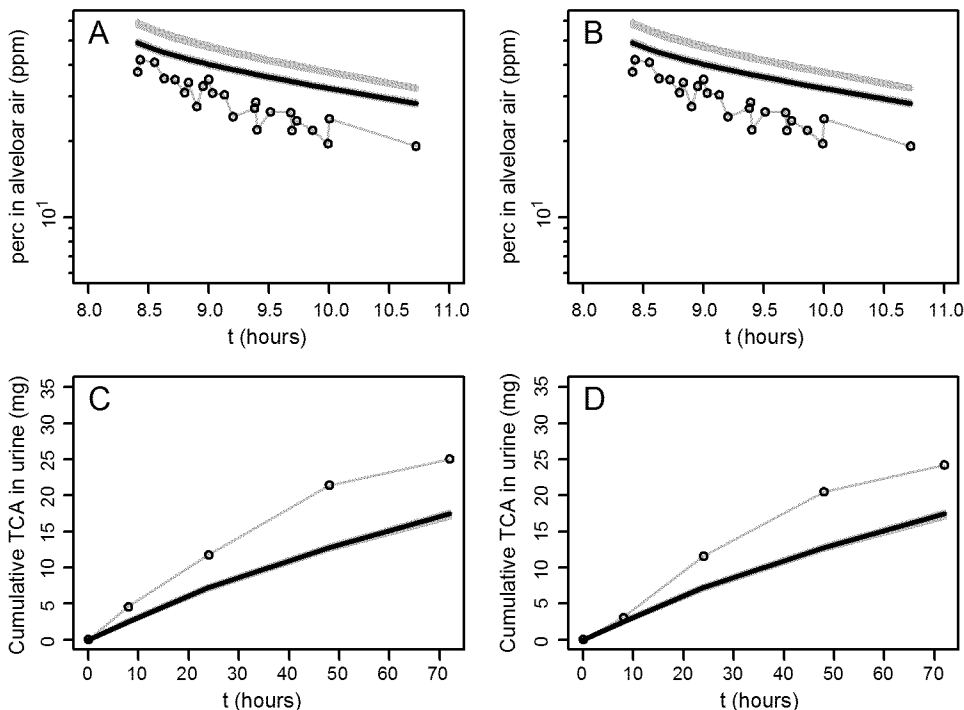 A
perc in alveloar air (ppm)
10¹
8.0 8.5 9.0 9.5 10.0 10.5 11.0
t (hours)
B
perc in alveloar air (ppm)
10¹
8.0 8.5 9.0 9.5 10.0 10.5 11.0
t (hours)
C
Cumulative TCA in urine (mg)
35
30
25
20
15
10
5
0
0 10 20 30 40 50 60 70
t (hours)
D
Cumulative TCA in urine (mg)
35
30
25
20
15
10
5
0
0 10 20 30 40 50 60 70
t (hours)